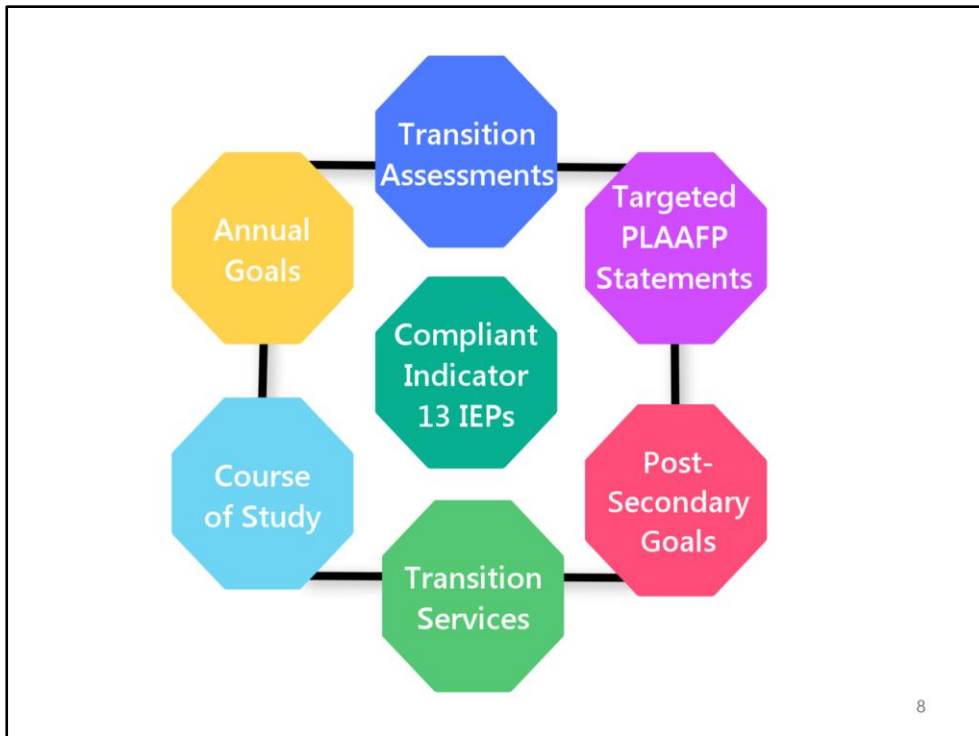 Transition
Assessments
Targeted
PLAAFP
Statements
Post-
Secondary
Goals
Transition
Services
Course
of Study
Annual
Goals
Compliant
Indicator
13 IEPs
8